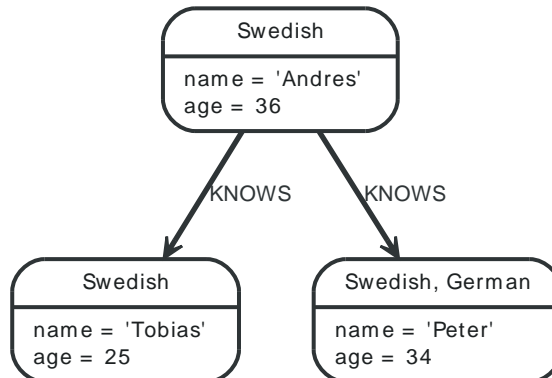 Swedish
name = 'Andres'
age = 36
KNOWS
KNOWS
Swedish
name = 'Tobias'
age = 25
Swedish, German
name = 'Peter'
age = 34